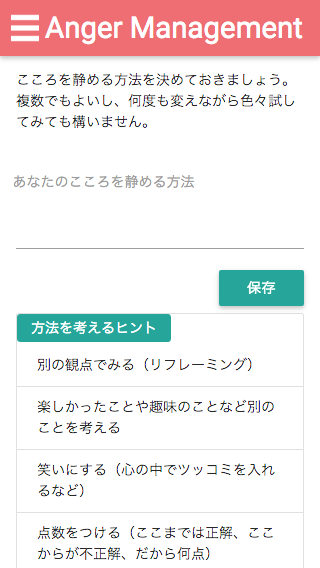 Anger Management
こころを静める方法を決めておきましょう。
複数でもよいし、何度も変えながら色々試し
てみても構いません。
あなたのこころを静める方法
保存
方法を考えるヒント
別の観点でみる（リフレーミング）
楽しかったことや趣味のことなど別の
ことを考える
笑いにする（心の中でツッコミを入れ
るなど）
点数をつける（ここまでは正解、ここ
からが不正解、だから何点）